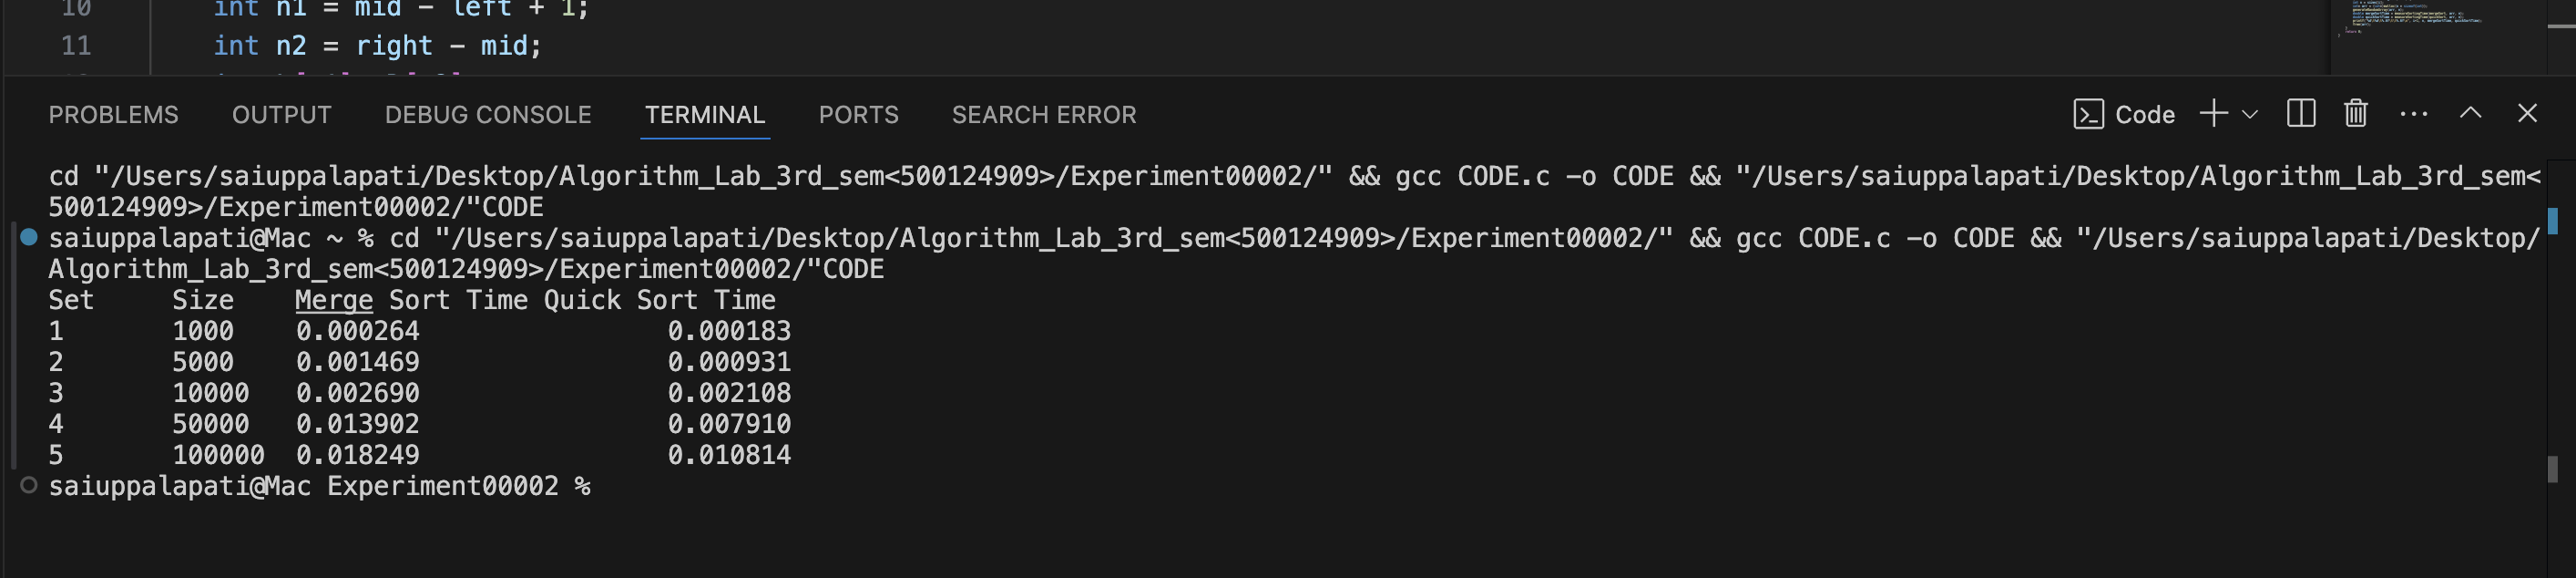 10 int n1 = mid - left + 1;
11 int n2 = right - mid;
PROBLEMS OUTPUT DEBUG CONSOLE TERMINAL PORTS SEARCH ERROR Code
cd "/Users/saiuppalapati/Desktop/Algorithm_Lab_3rd_sem<500124909>/Experiment00002/" && gcc CODE.c -o CODE && "/Users/saiuppalapati/Desktop/Algorithm_Lab_3rd_sem<
500124909>/Experiment00002/"CODE
saiuppalapati@Mac ~ % cd "/Users/saiuppalapati/Desktop/Algorithm_Lab_3rd_sem<500124909>/Experiment00002/" && gcc CODE.c -o CODE && "/Users/saiuppalapati/Desktop/
Algorithm_Lab_3rd_sem<500124909>/Experiment00002/"CODE
Set Size Merge Sort Time Quick Sort Time
1 1000 0.000264 0.000183
2 5000 0.001469 0.000931
3 10000 0.002690 0.002108
4 50000 0.013902 0.007910
5 100000 0.018249 0.010814
saiuppalapati@Mac Experiment00002 %